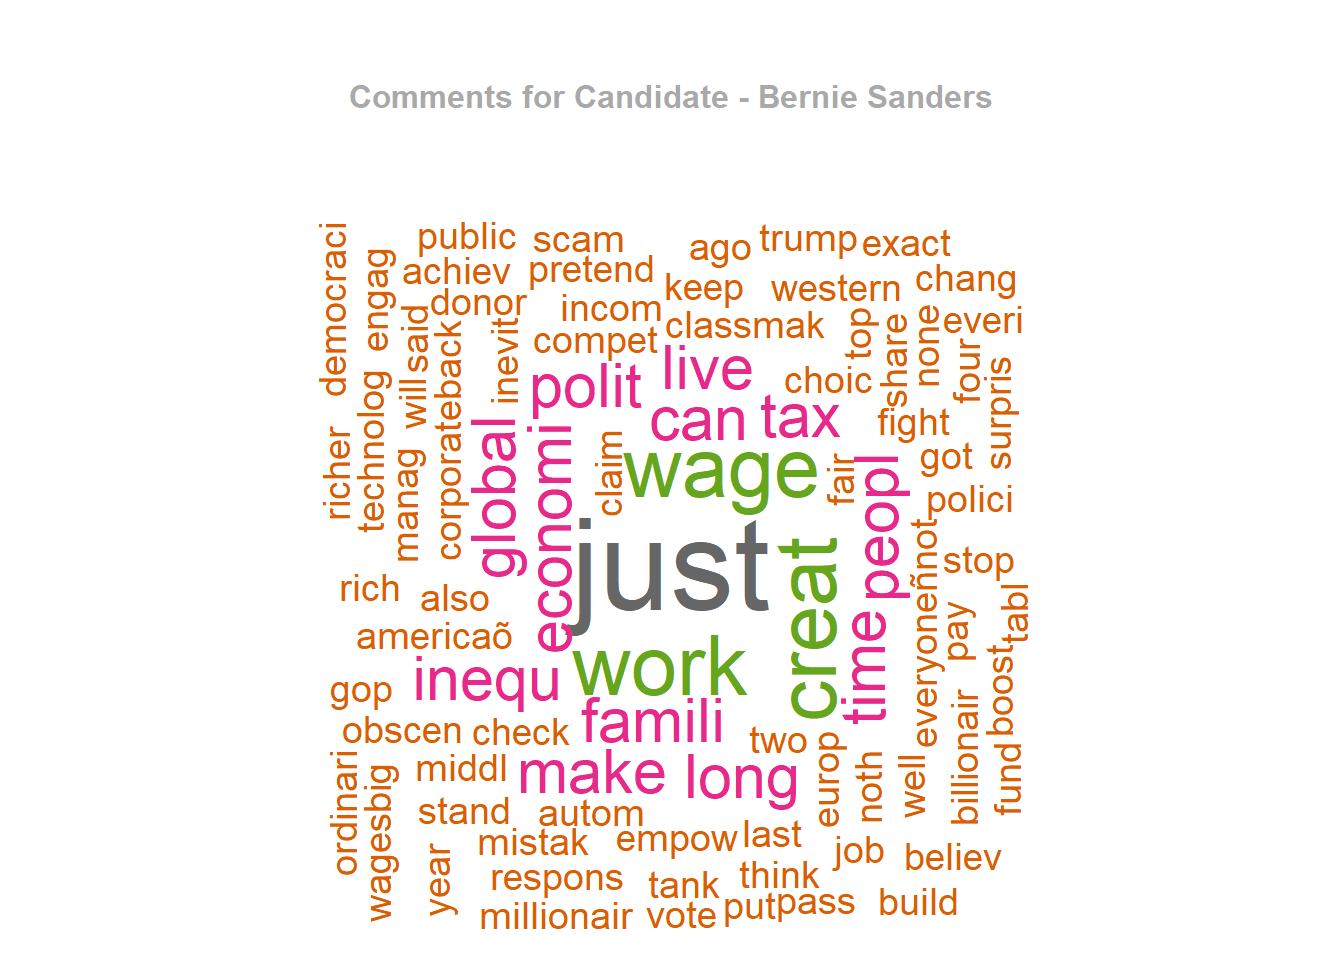 Comments for Candidate - Bernie Sanders
democraci
engag
public
scam
ago
trump
exact
achiev
pretend
keep
western
chang
donor
incom
classmak
everi
said
corporateback
inevit
compet
top
share
none
four
will
technolog
polit
live
choic
surpris
richer
manag
global
economi
claim
can
tax
fight
wage
fair
peopl
got
polici
just
creat
everyoneñnot
stop
rich
also
americaõ
time
pay
tabl
inequ
work
gop
famili
boost
obscen
check
two
ordinari
wagesbig
middl
make
long
europ
noth
well
billionair
fund
stand
autom
mistak
empow
last
job
believ
year
respons
tank
think
millionair
vote
put
pass
build